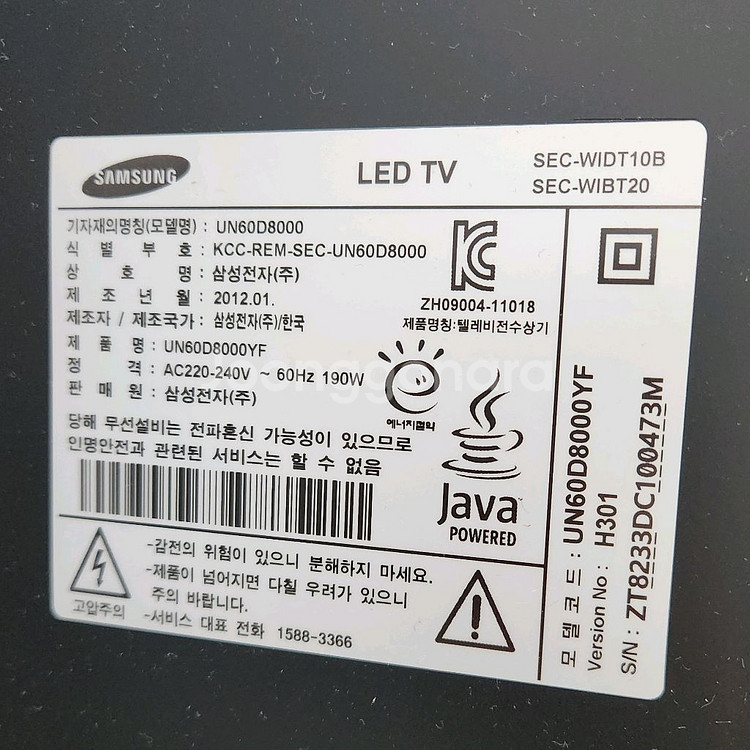 SAMSUNG
LED TV
SEC-WIDT10B
SEC-WIBT20
기자재의명칭(모델명) : UN60D8000
식 별 부 호 : KCC-REM-SEC-UN60D8000
상 호 명 : 삼성전자(주)
제 조 년 월 : 2012.01.
제조자 / 제조국가 : 삼성전자(주)/한국
제 품 명 : UN60D8000YF
정 격 : AC220-240V ~ 60Hz 190W
판 매 원 : 삼성전자(주)
ZH09004-11018
제품명칭:텔레비전수상기
에너지절약
당해 무선설비는 전파혼신 가능성이 있으므로
인명안전과 관련된 서비스는 할 수 없음
Java
POWERED
고압주의
-감전의 위험이 있으니 분해하지 마세요.
-제품이 넘어지면 다칠 우려가 있으니
주의 바랍니다.
-서비스 대표 전화 1588-3366
모델코드 : UN60D8000YF
Version No : H301
S/N : ZT8233DC100473M